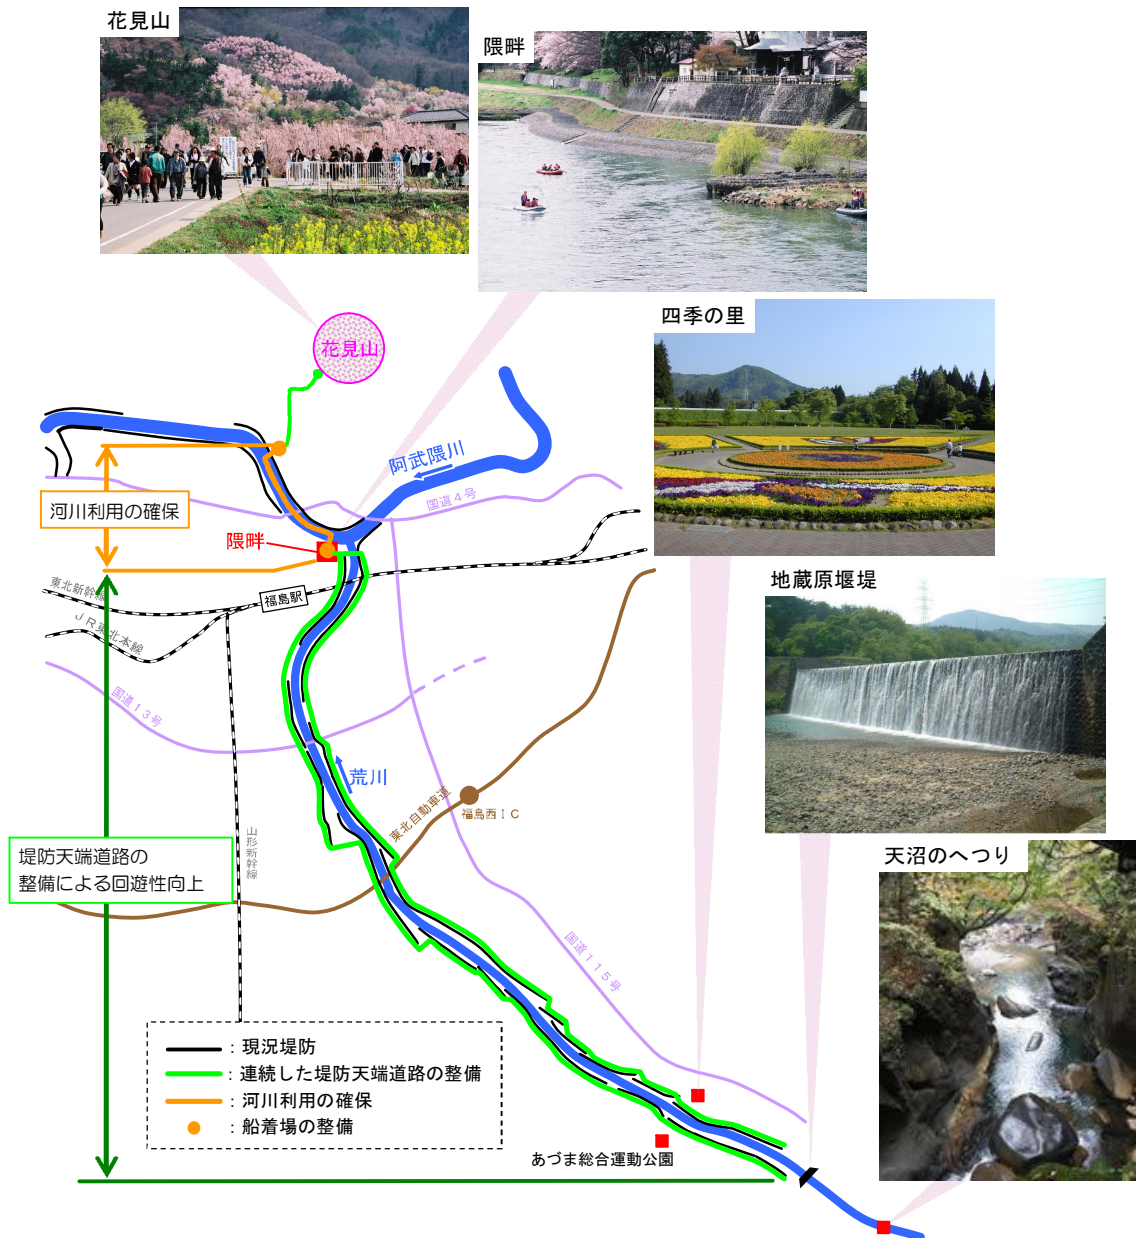 花見山
隈畔
四季の里
花見山
阿武隈川
国道４号
河川利用の確保
隈畔
地蔵原堰堤
東北新幹線
福島駅
ＪＲ東北本線
国道１３号
荒川
東北自動車道
福島西ＩＣ
山形新幹線
堤防天端道路の
整備による回遊性向上
天沼のへつり
国道１１５号
：現況堤防
：連続した堤防天端道路の整備
：河川利用の確保
：船着場の整備
あづま総合運動公園